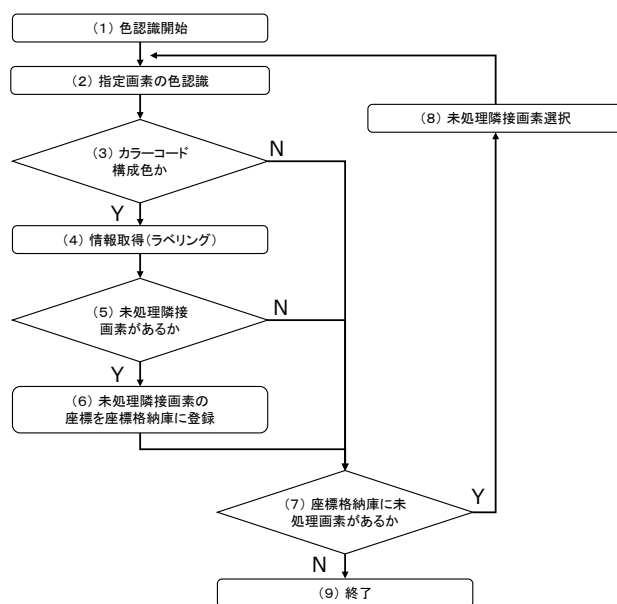 （1）色認識開始
（2）指定画素の色認識
（8）未処理隣接画素選択
（3）カラーコード
構成色か
N
Y
（4）情報取得（ラベリング）
（5）未処理隣接
画素があるか
N
Y
（6）未処理隣接画素の
座標を座標格納庫に登録
（7）座標格納庫に未
処理画素があるか
Y
N
（9）終了